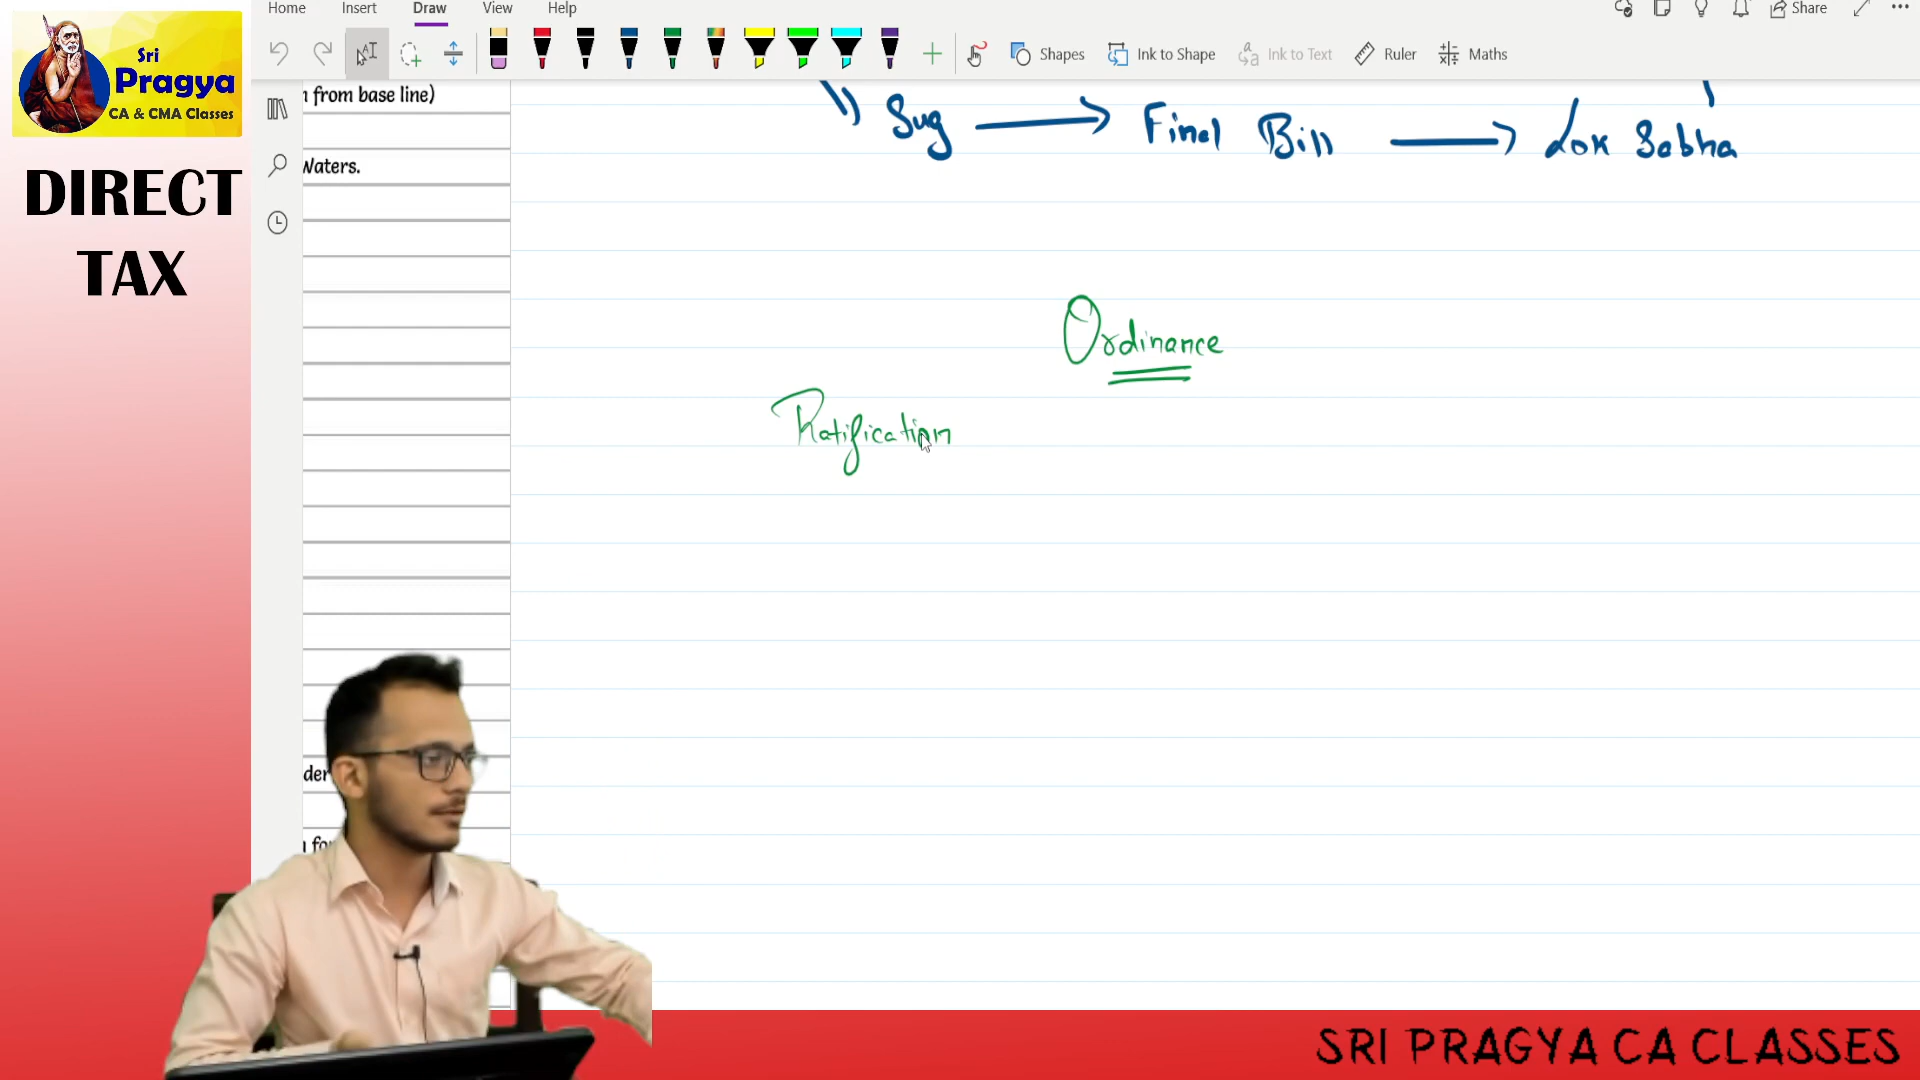 Home Insert Draw View Help Share
Sri
Pragya
CA & CMA Classes
Shapes Ink to Shape Ink to Text Ruler Maths
from base line)
Sug → Final Bill → Lok Sabha
Waters.
DIRECT
TAX
Ordinance
Ratification
der
SRI PRAGYA CA CLASSES